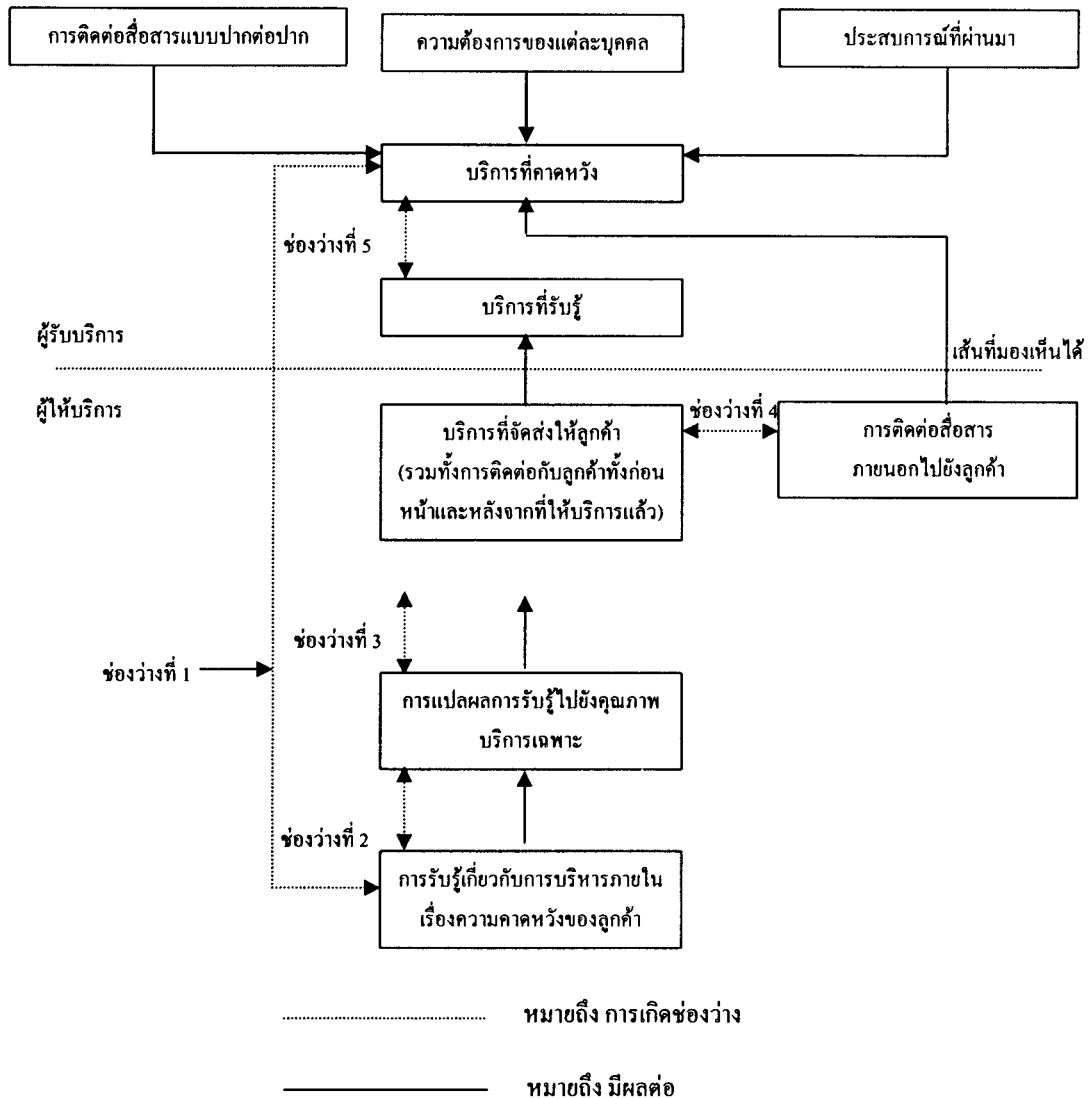 การติดต่อสื่อสารแบบปากต่อปาก
ความต้องการของแต่ละบุคคล
ประสบการณ์ที่ผ่านมา
บริการที่คาดหวัง
ช่องว่างที่ 5
บริการที่รับรู้
ผู้รับบริการ
เส้นที่มองเห็นได้
ผู้ให้บริการ
บริการที่จัดส่งให้ลูกค้า
(รวมทั้งการติดต่อกับลูกค้าทั้งก่อน
หน้าและหลังจากที่ให้บริการแล้ว)
ช่องว่างที่ 4
การติดต่อสื่อสาร
ภายนอกไปยังลูกค้า
ช่องว่างที่ 3
ช่องว่างที่ 1
การแปลผลการรับรู้ไปยังคุณภาพ
บริการเฉพาะ
ช่องว่างที่ 2
การรับรู้เกี่ยวกับการบริหารภายใน
เรื่องความคาดหวังของลูกค้า
หมายถึง การเกิดช่องว่าง
หมายถึง มีผลต่อ